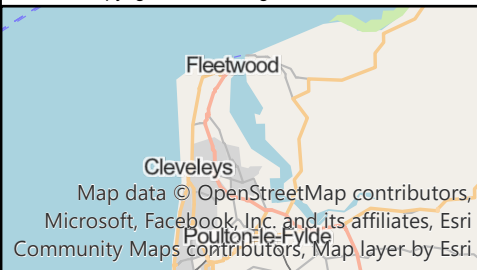 Fleetwood
Cleveleys
Map data © OpenStreetMap contributors,
Microsoft, Facebook, Inc. and its affiliates, Esri
Poulton-le-Fylde
Community Maps contributors, Map layer by Esri